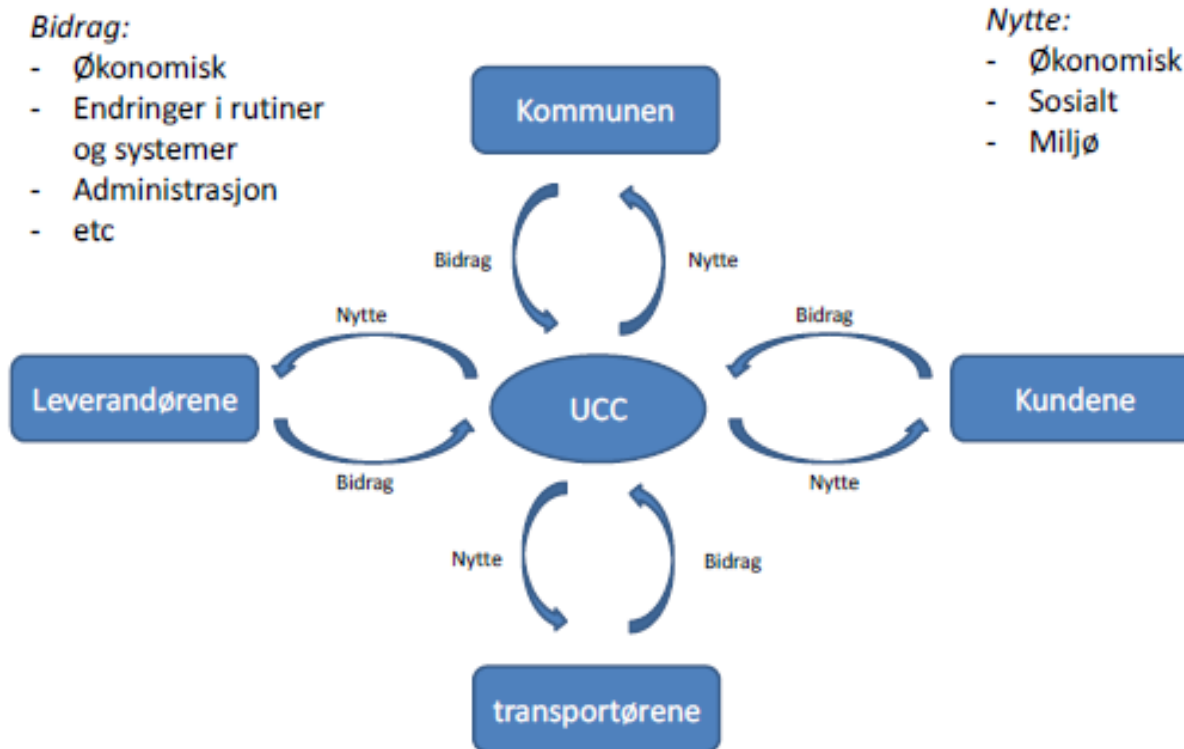 Bidrag:
- Økonomisk
- Endringer i rutiner
og systemer
- Administrasjon
- etc
Nytte:
- Økonomisk
- Sosialt
- Miljø
Kommunen
Bidrag
Nytte
Nytte
Bidrag
Leverandørene
UCC
Kundene
Bidrag
Nytte
Nytte
Bidrag
transportørene